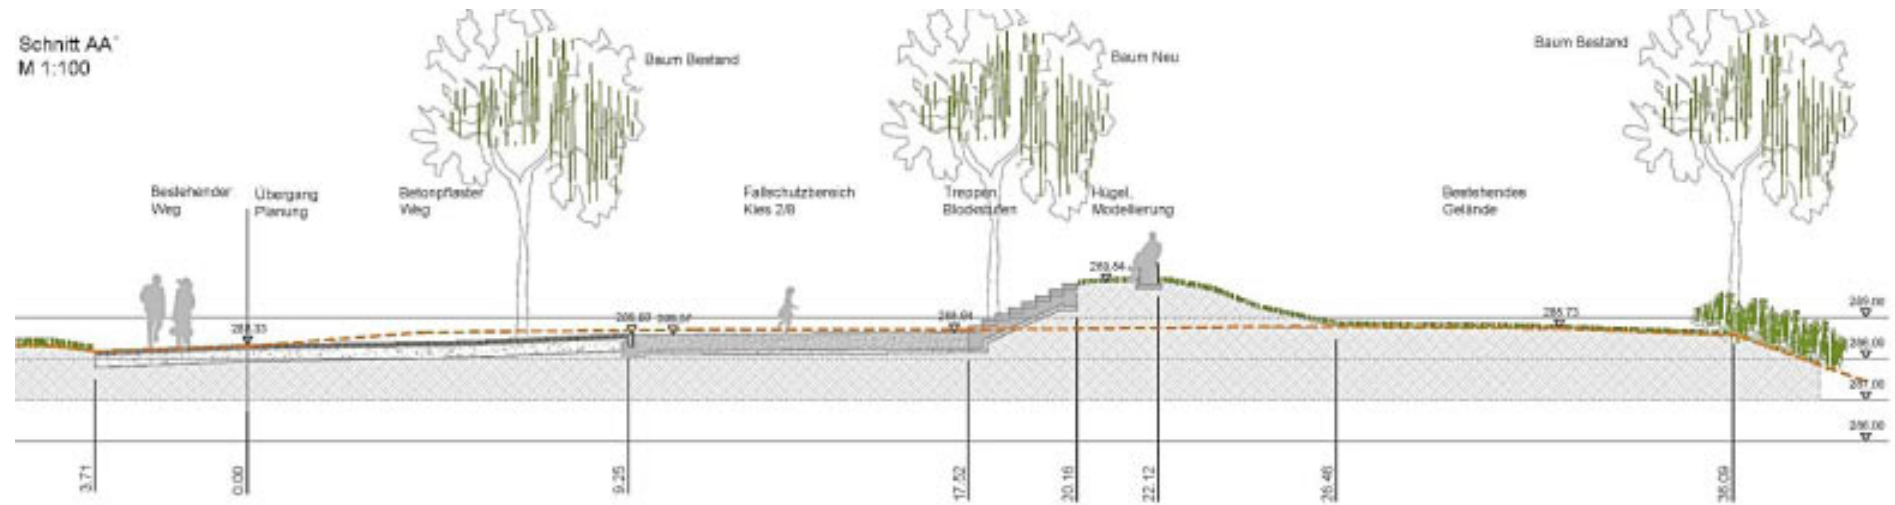 Schnitt AA'
M 1:100
Baum Bestand
Baum Neu
Baum Bestand
Bestehender
Weg
Übergang
Planung
Betonpflaster
Weg
Fallschutzbereich
Kies 2/8
Treppen,
Blockstufen
Hügel,
Modellierung
Bestehendes
Gelände
289.84
288.33
288.73
289.00
288.00
287.00
286.00
3.71
0.00
9.25
17.52
20.16
22.12
26.46
36.09